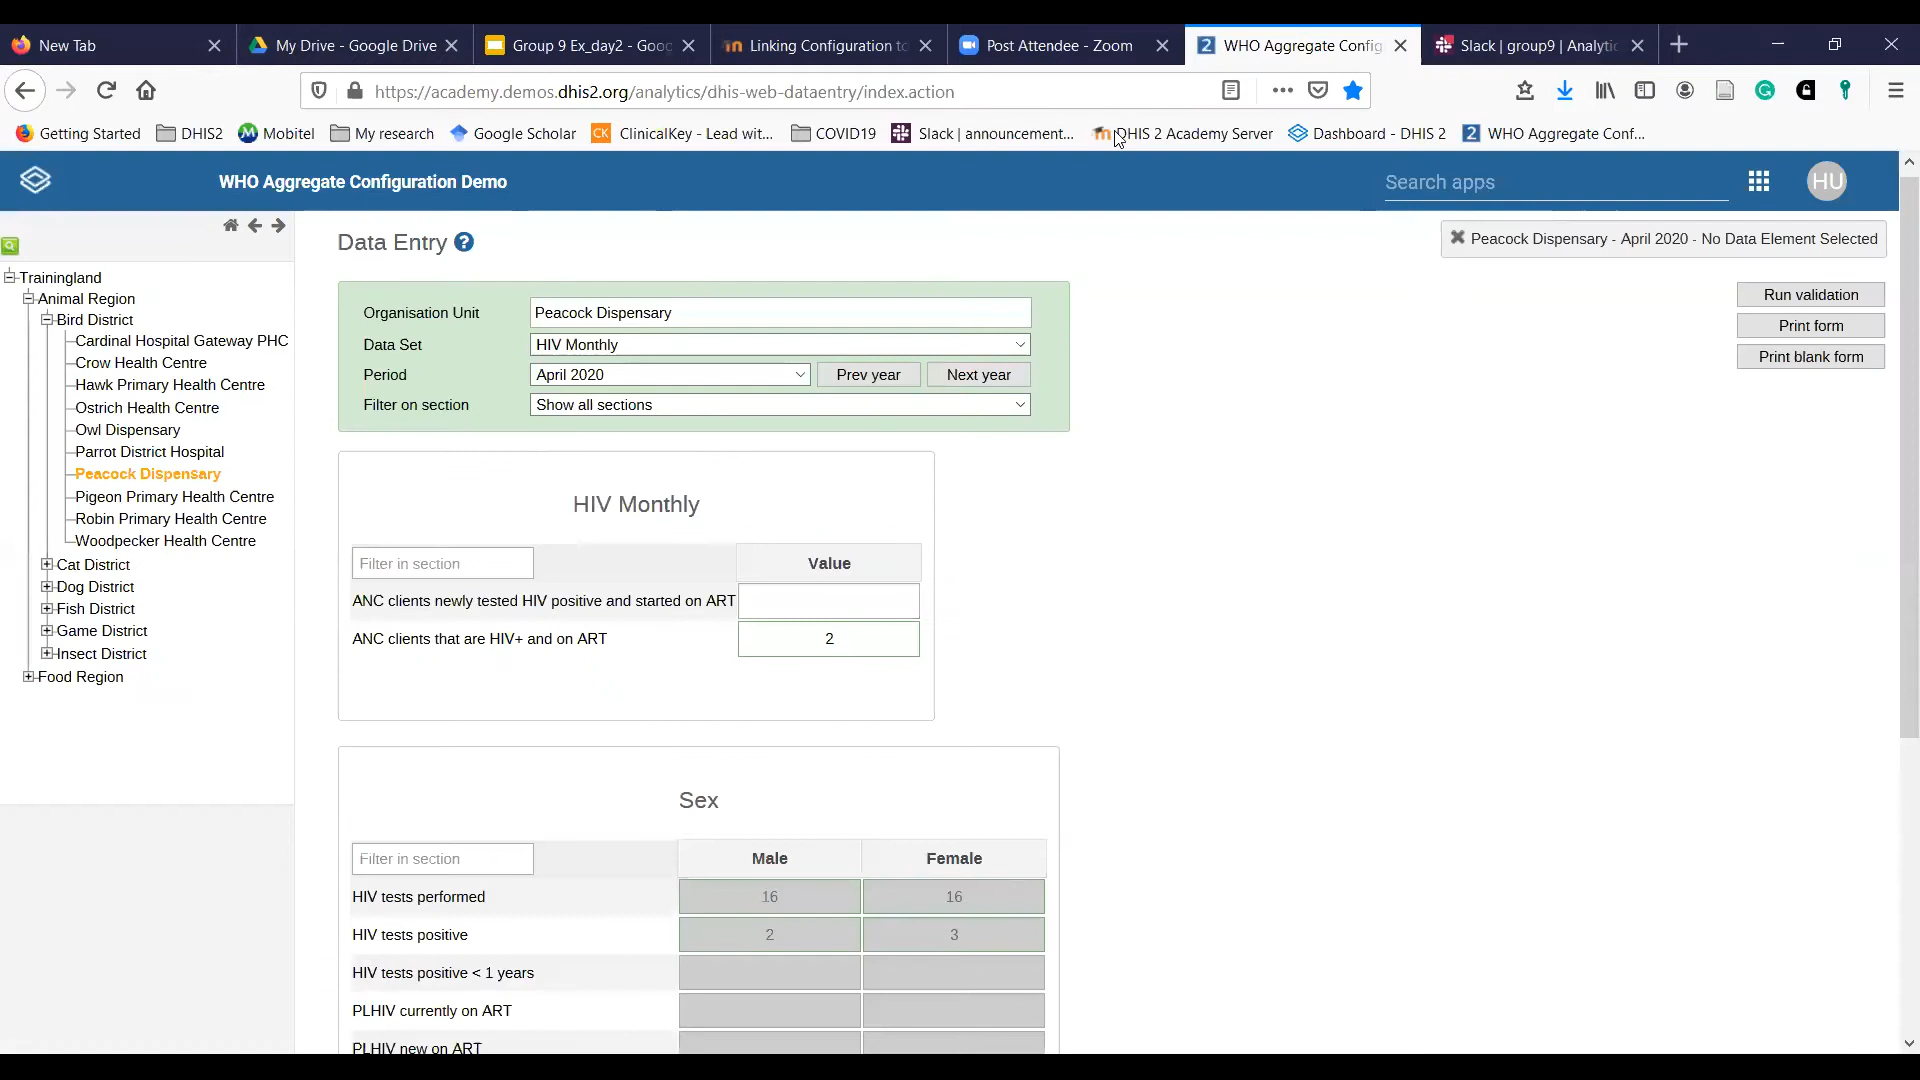 New Tab
My Drive - Google Drive
Group 9 Ex_day2 - Goo
Linking Configuration to
Post Attendee - Zoom
2 WHO Aggregate Config
Slack | group9 | Analytic
https://academy.demos.dhis2.org/analytics/dhis-web-dataentry/index.action
Getting Started
DHIS2
Mobitel
My research
Google Scholar
CK ClinicalKey - Lead wit...
COVID19
Slack | announcement...
DHIS 2 Academy Server
Dashboard - DHIS 2
2 WHO Aggregate Conf...
WHO Aggregate Configuration Demo
Search apps
HU
Trainingland
Animal Region
Bird District
Cardinal Hospital Gateway PHC
Crow Health Centre
Hawk Primary Health Centre
Ostrich Health Centre
Owl Dispensary
Parrot District Hospital
Peacock Dispensary
Pigeon Primary Health Centre
Robin Primary Health Centre
Woodpecker Health Centre
Cat District
Dog District
Fish District
Game District
Insect District
Food Region
Data Entry ?
Peacock Dispensary - April 2020 - No Data Element Selected
Organisation Unit Peacock Dispensary
Data Set HIV Monthly
Period April 2020 Prev year Next year
Filter on section Show all sections
Run validation
Print form
Print blank form
HIV Monthly
Filter in section Value
ANC clients newly tested HIV positive and started on ART
ANC clients that are HIV+ and on ART 2
Sex
Filter in section Male Female
HIV tests performed 16 16
HIV tests positive 2 3
HIV tests positive < 1 years
PLHIV currently on ART
PLHIV new on ART